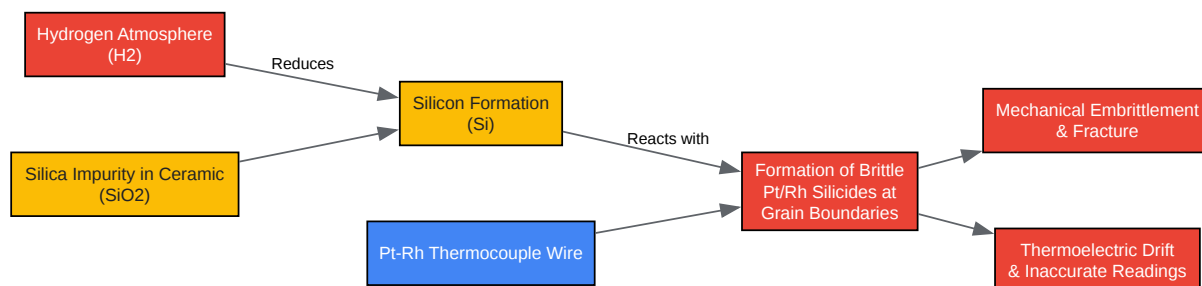 Hydrogen Atmosphere
(H2)
Reduces
Silica Impurity in Ceramic
(SiO2)
Silicon Formation
(Si)
Reacts with
Pt-Rh Thermocouple Wire
Formation of Brittle
Pt/Rh Silicides at
Grain Boundaries
Mechanical Embrittlement
& Fracture
Thermoelectric Drift
& Inaccurate Readings